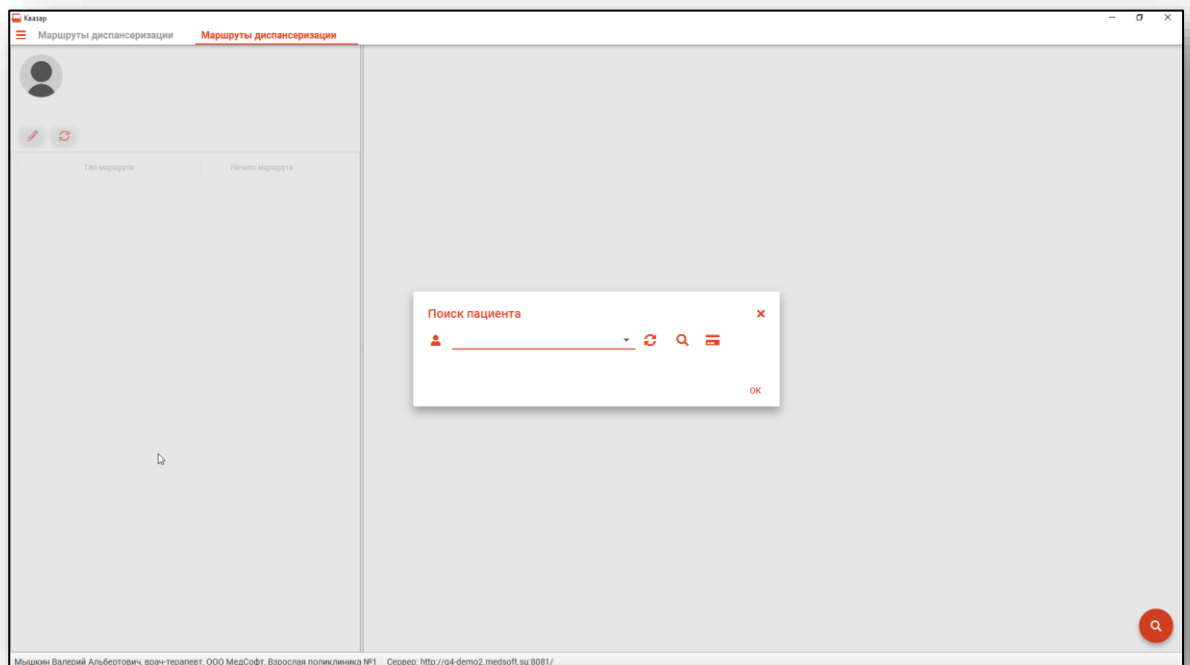 Квазар
Маршруты диспансеризации Маршруты диспансеризации
Тип маршрута Начало маршрута
Поиск пациента
ОК
Мышкин Валерий Альбертович, врач-терапевт, ООО МедСофт, Взрослая поликлиника №1 Сервер: http://q4-demo2.medsoft.su:8081/